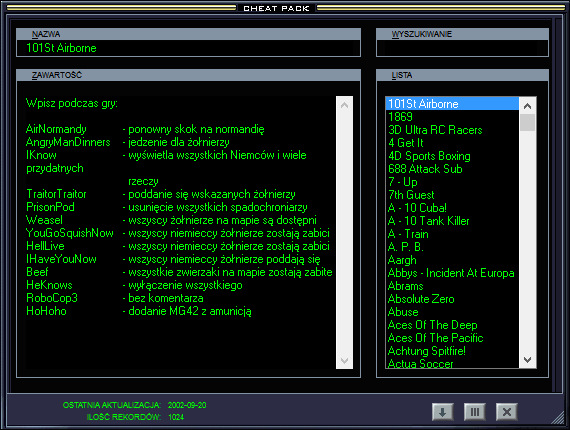 CHEAT PACK
NAZWA
101St Airborne
WYSZUKIWANIE
ZAWARTOŚĆ
Wpisz podczas gry:
AirNormandy - ponowny skok na normandię
AngryManDinners - jedzenie dla żołnierzy
IKnow - wyświetla wszystkich Niemców i wiele
przydatnych
rzeczy
TraitorTraitor - poddanie się wskazanych żołnierzy
PrisonPod - usunięcie wszystkich spadochroniarzy
Weasel - wszyscy żołnierze na mapie są dostępni
YouGoSquishNow - wszyscy niemieccy żołnierze zostają zabici
HellLive - wszyscy niemieccy żołnierze zostają zabici
IHaveYouNow - wszyscy niemieccy żołnierze poddają się
Beef - wszystkie zwierzaki na mapie zostają zabite
HeKnows - wyłączenie wszystkiego
RoboCop3 - bez komentarza
HoHoho - dodanie MG42 z amunicją
LISTA
101St Airborne
1869
3D Ultra RC Racers
4 Get It
4D Sports Boxing
688 Attack Sub
7 - Up
7th Guest
A - 10 Cuba!
A - 10 Tank Killer
A - Train
A. P. B.
Aargh
Abbys - Incident At Europa
Abrams
Absolute Zero
Abuse
Aces Of The Deep
Aces Of The Pacific
Achtung Spitfire!
Actua Soccer
OSTATNIA AKTUALIZACJA: 2002-09-20
ILOŚĆ REKORDÓW: 1024